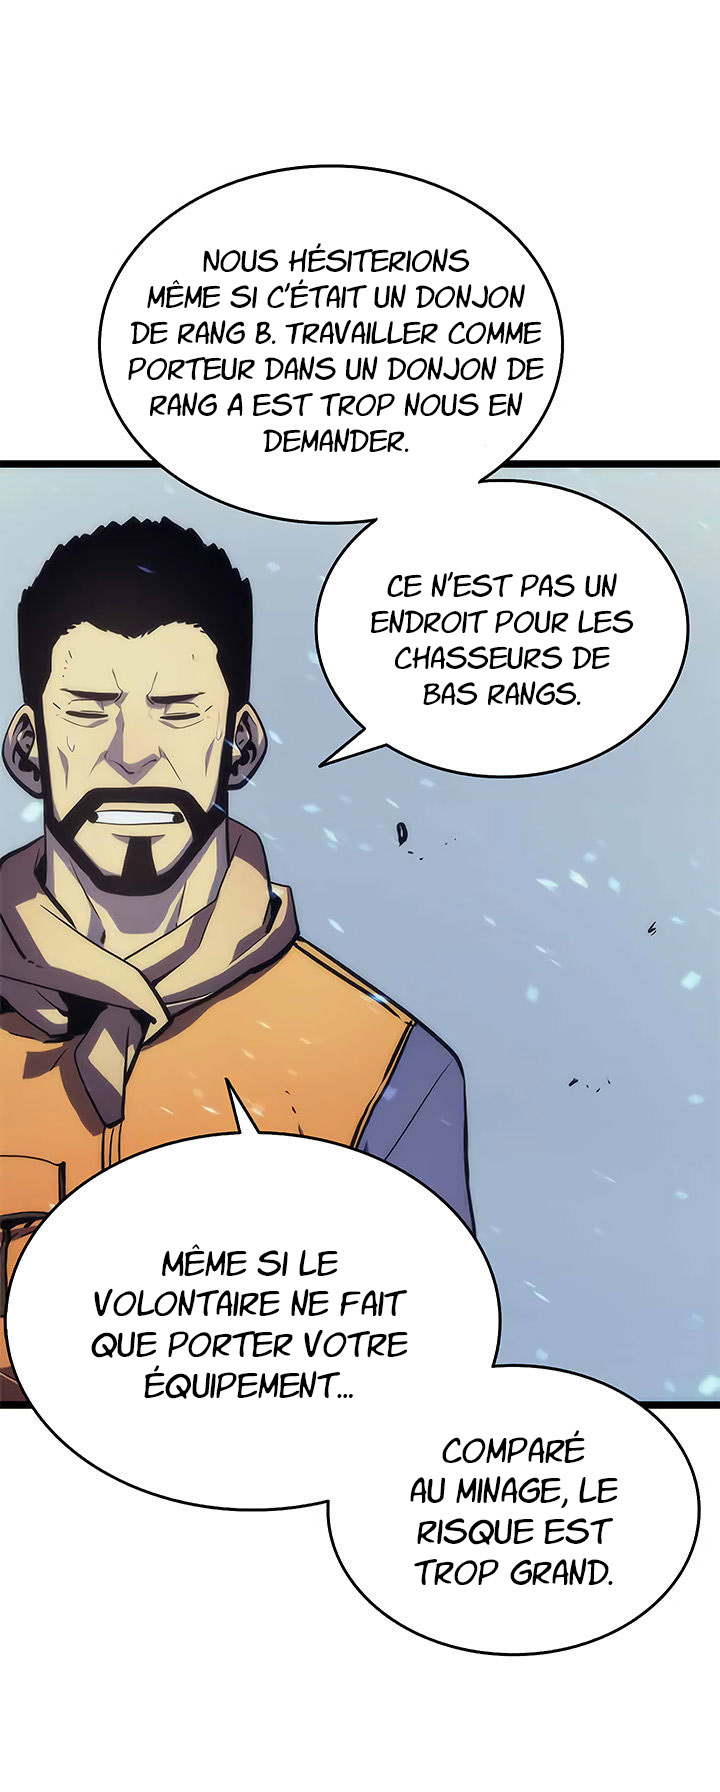 NOUS HÉSITERIONS
MÊME SI C'ÉTAIT UN DONJON
DE RANG B. TRAVAILLER COMME
PORTEUR DANS UN DONJON DE
RANG A EST TROP NOUS EN
DEMANDER.
CE N'EST PAS UN
ENDROIT POUR LES
CHASSEURS DE
BAS RANGS.
MÊME SI LE
VOLONTAIRE NE FAIT
QUE PORTER VOTRE
ÉQUIPEMENT...
COMPARÉ
AU MINAGE, LE
RISQUE EST
TROP GRAND.